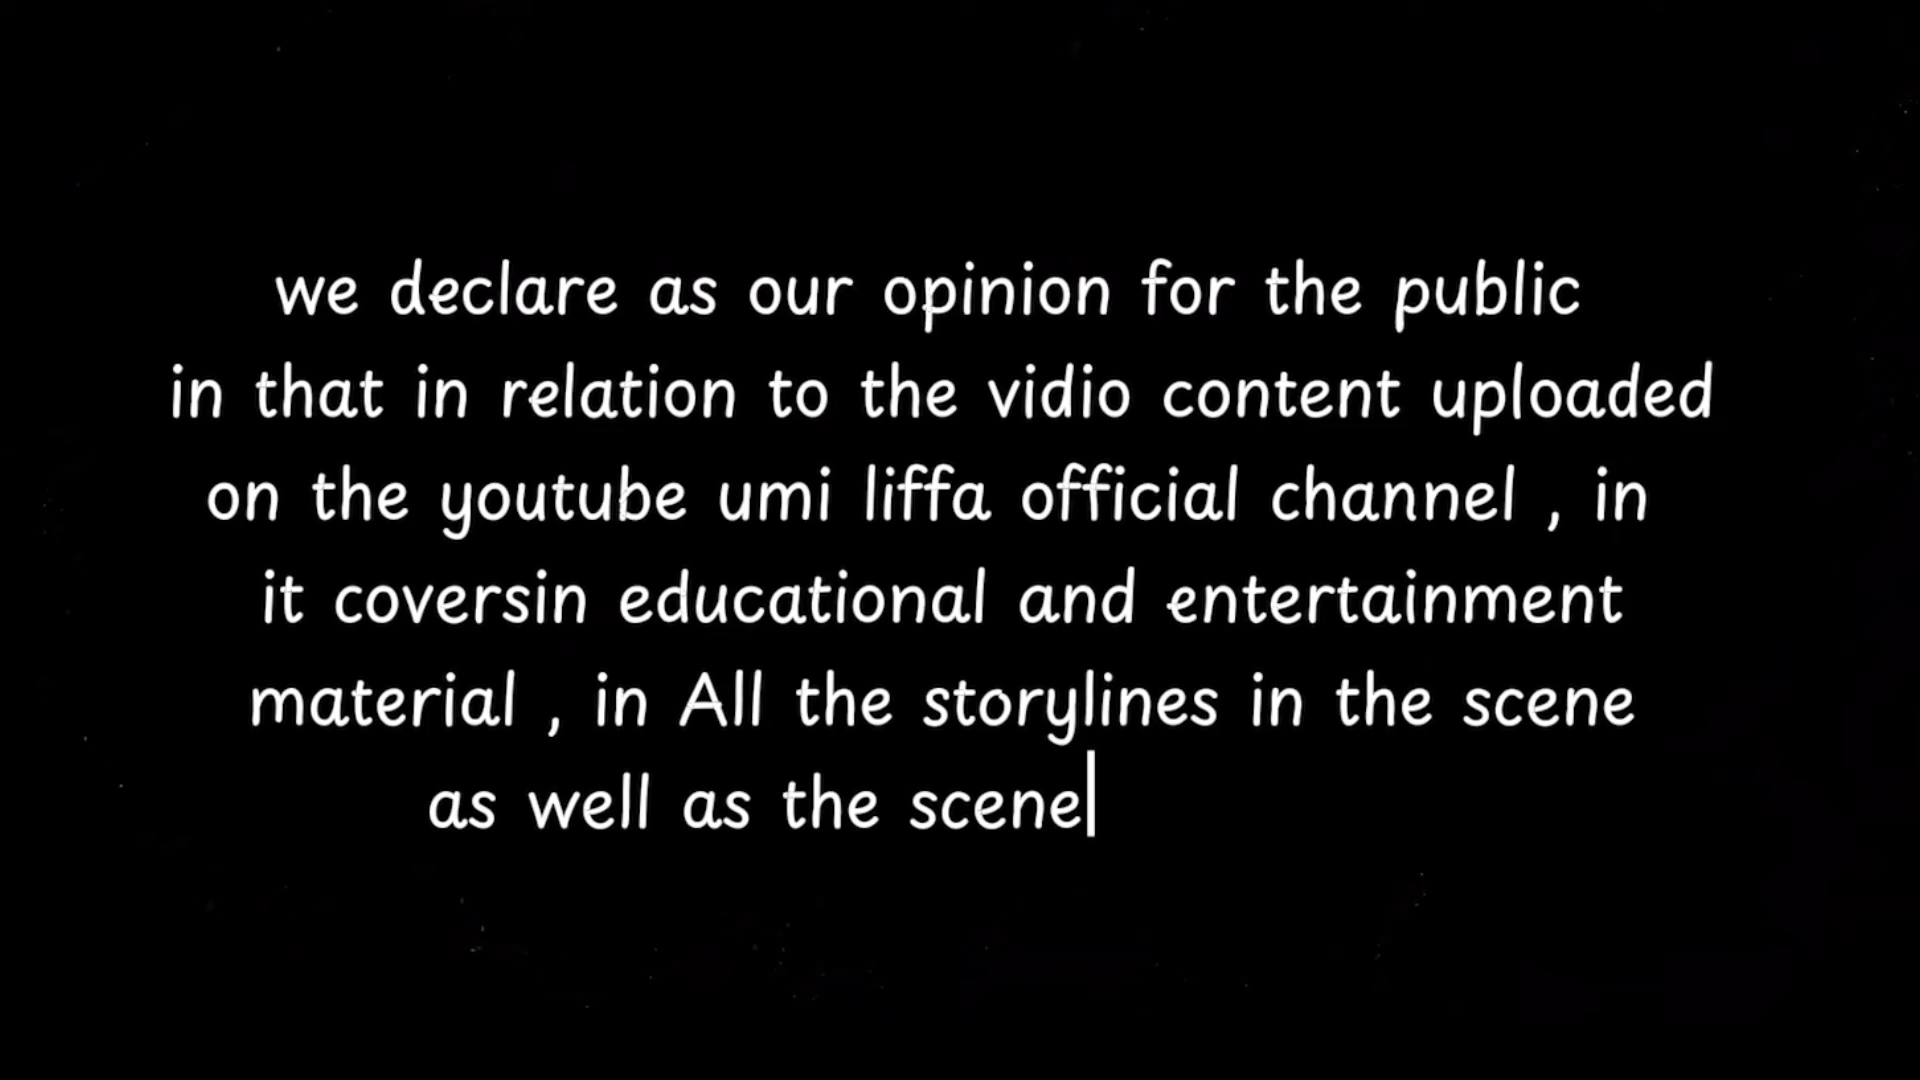 we declare as our opinion for the public
in that in relation to the vidio content uploaded
on the youtube umi liffa official channel , in
it coversin educational and entertainment
material , in All the storylines in the scene
as well as the scene